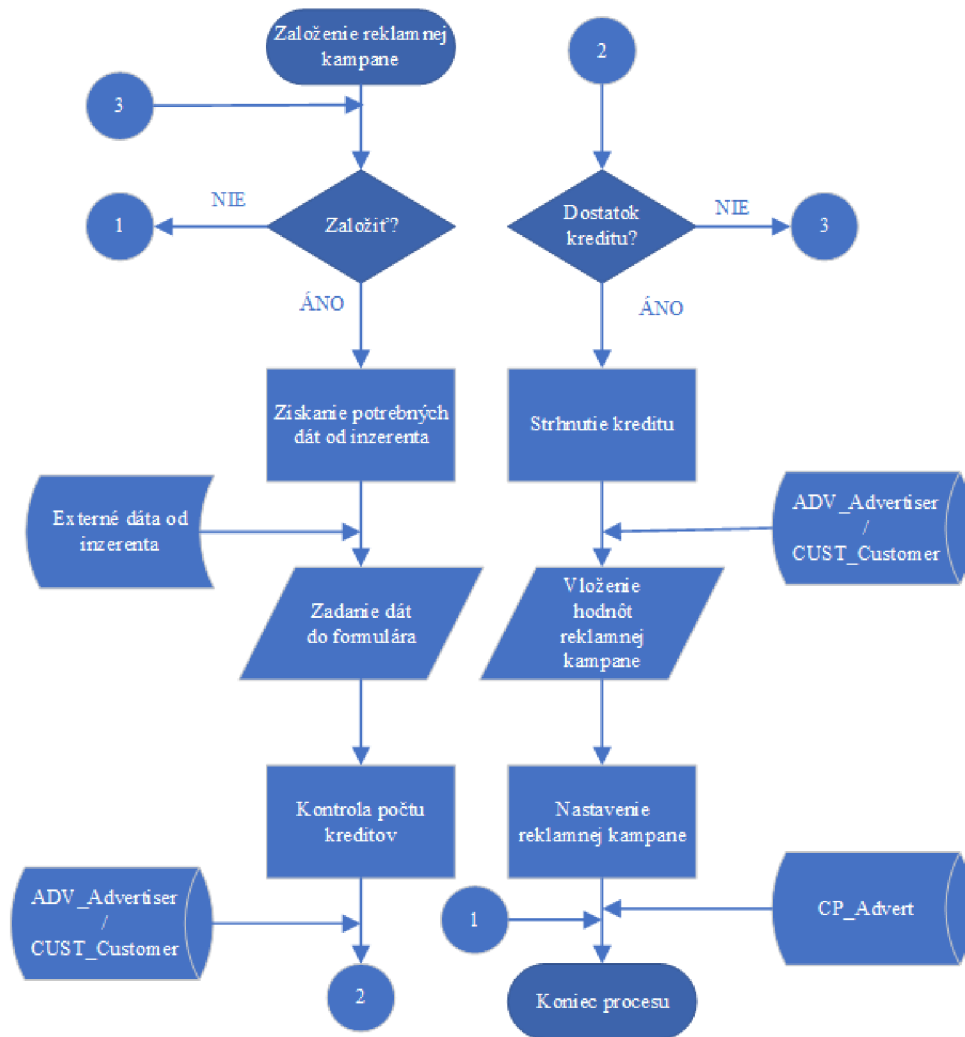 Založenie reklamnej
kampane
3
1
NIE
Založiť?
ÁNO
Získanie potrebných
dát od inzerenta
Externé dáta od
inzerenta
Zadanie dát
do formulára
Kontrola počtu
kreditov
ADV_Advertiser
/
CUST_Customer
2
2
Dostatok
kreditu?
NIE
3
ÁNO
Strhnutie kreditu
ADV_Advertiser
/
CUST_Customer
Vloženie
hodnôt
reklamnej
kampane
Nastavenie
reklamnej kampane
1
CP_Advert
Koniec procesu